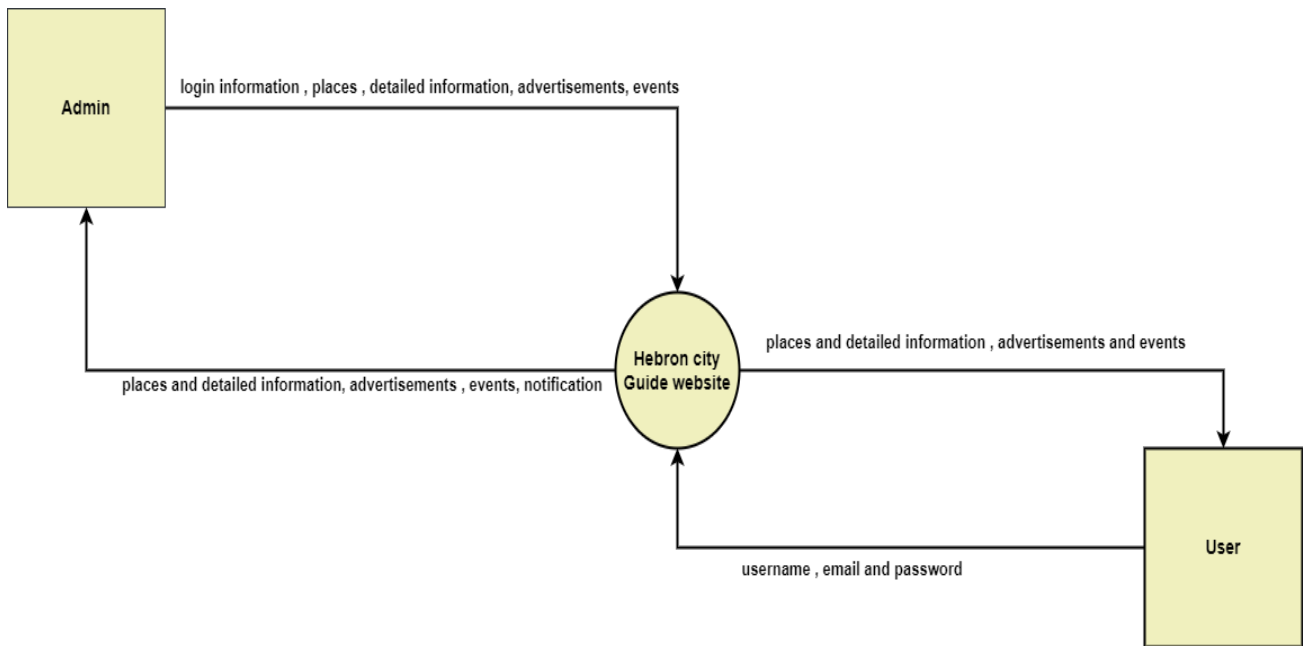 login information , places , detailed information, advertisements, events
Admin
places and detailed information , advertisements and events
Hebron city
Guide website
places and detailed information, advertisements , events, notification
User
username , email and password